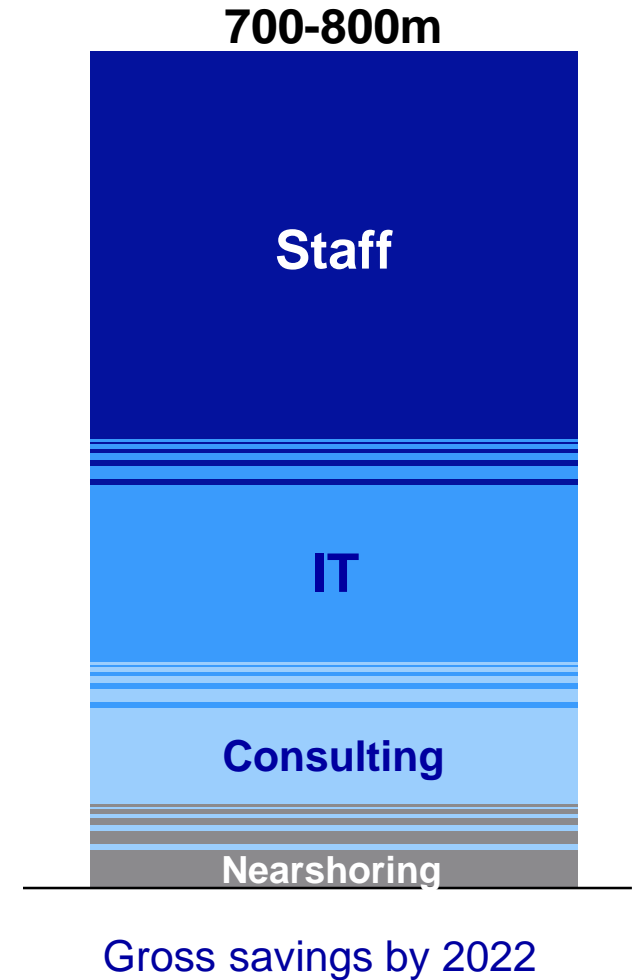 700-800m
Staff
IT
Consulting
Nearshoring
Gross savings by 2022